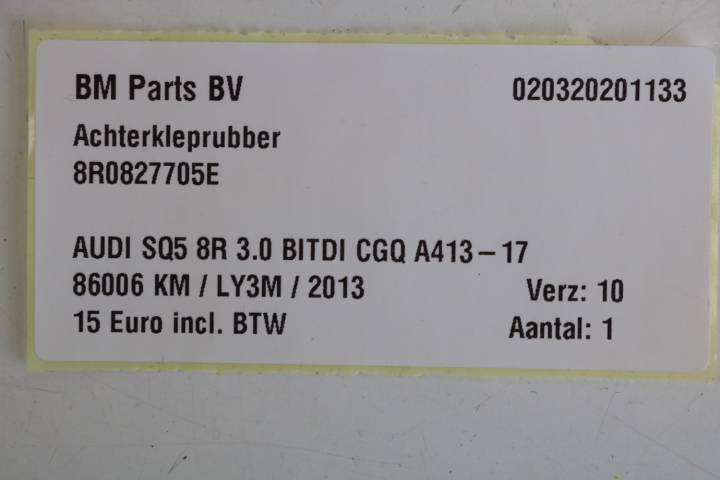 BM Parts BV 020320201133
Achterkleprubber
8R0827705E
AUDI SQ5 8R 3.0 BITDI CGQ A413-17
86006 KM / LY3M / 2013 Verz: 10
15 Euro incl. BTW Aantal: 1